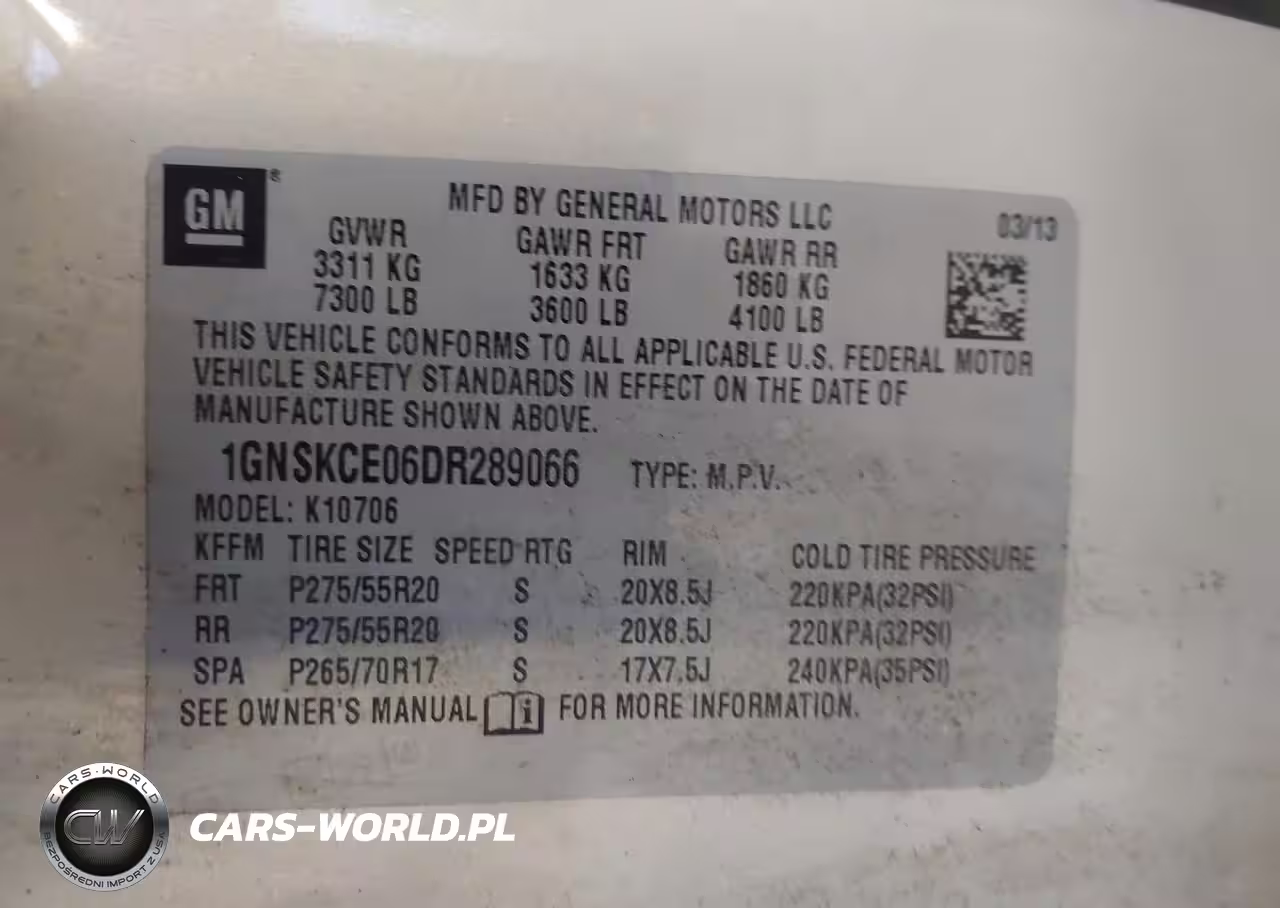 GM®
MFD BY GENERAL MOTORS LLC 03/13
GVWR GAWR FRT GAWR RR
3311 KG 1633 KG 1860 KG
7300 LB 3600 LB 4100 LB
THIS VEHICLE CONFORMS TO ALL APPLICABLE U.S. FEDERAL MOTOR
VEHICLE SAFETY STANDARDS IN EFFECT ON THE DATE OF
MANUFACTURE SHOWN ABOVE.
1GNSKCE06DR289066 TYPE: M.P.V.
MODEL: K10706
KFFM TIRE SIZE SPEED RTG RIM COLD TIRE PRESSURE
FRT P275/55R20 S 20X8.5J 220KPA(32PSI)
RR P275/55R20 S 20X8.5J 220KPA(32PSI)
SPA P265/70R17 S 17X7.5J 240KPA(35PSI)
SEE OWNER'S MANUAL i FOR MORE INFORMATION.
CARS-WORLD
CW
BEZPOŚREDNI IMPORT Z USA
CARS-WORLD.PL